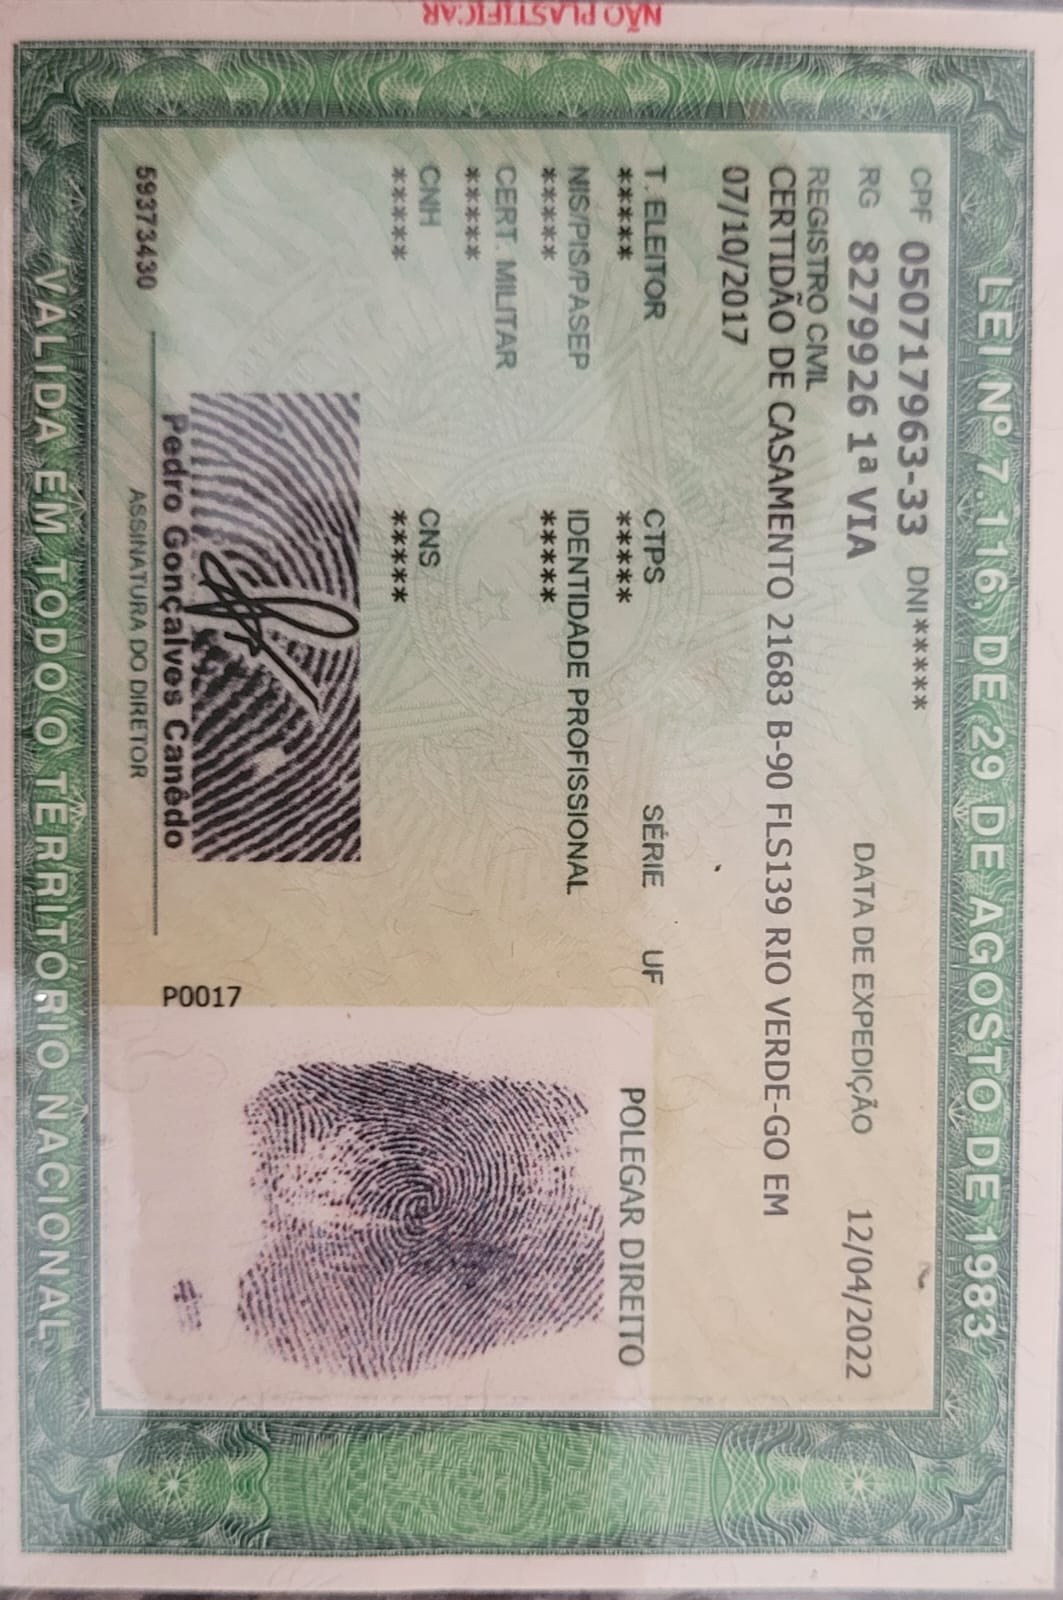 NÃO PLASTIFICAR
LEI Nº 7.116, DE 29 DE AGOSTO DE 1983
CPF 050717963-33 DNI*****
RG 8279926 1ª VIA DATA DE EXPEDIÇÃO 12/04/2022
REGISTRO CIVIL
CERTIDÃO DE CASAMENTO 21683 B-90 FLS139 RIO VERDE-GO EM
07/10/2017
T. ELEITOR CTPS SÉRIE UF
***** *****
POLEGAR DIREITO
NIS/PIS/PASEP IDENTIDADE PROFISSIONAL
***** *****
CERT. MILITAR
*****
CNH CNS
***** *****
Pedro Gonçalves Canêdo
59373430 ASSINATURA DO DIRETOR
P0017
VALIDA EM TODO O TERRITÓRIO NACIONAL